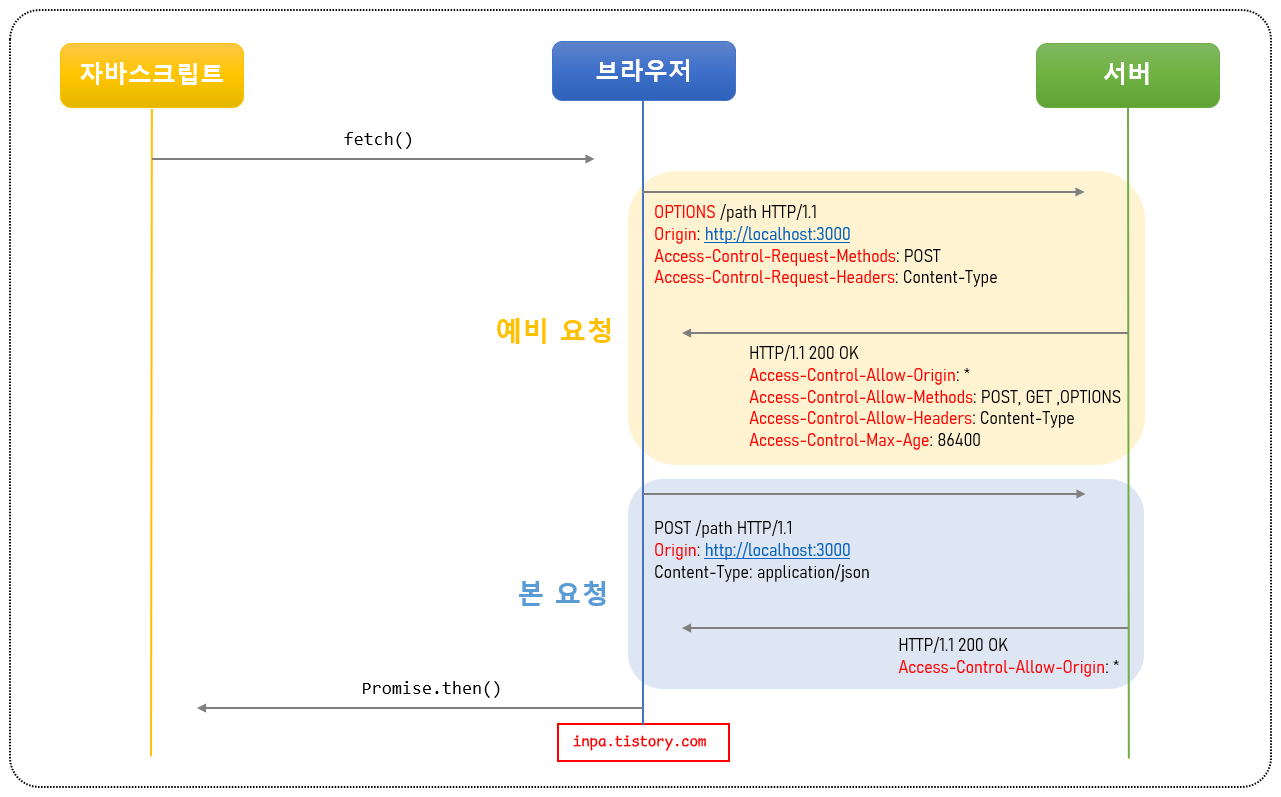 자바스크립트
브라우저
서버
fetch()
OPTIONS /path HTTP/1.1
Origin: http://localhost:3000
Access-Control-Request-Methods: POST
Access-Control-Request-Headers: Content-Type
예비 요청
HTTP/1.1 200 OK
Access-Control-Allow-Origin: *
Access-Control-Allow-Methods: POST, GET ,OPTIONS
Access-Control-Allow-Headers: Content-Type
Access-Control-Max-Age: 86400
POST /path HTTP/1.1
Origin: http://localhost:3000
Content-Type: application/json
본 요청
HTTP/1.1 200 OK
Access-Control-Allow-Origin: *
Promise.then()
inpa.tistory.com